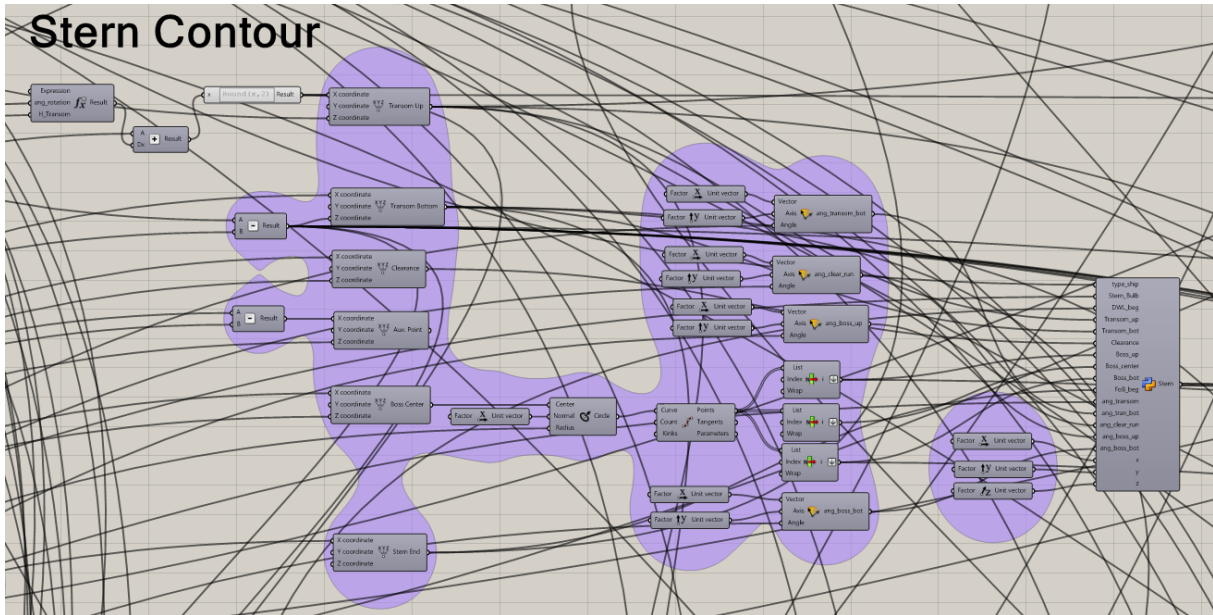 Stern Contour
Expression
ang_rotation
H_Transom
Result
A
Dx
Result
x
Round(x,2)
Result
X coordinate
Y coordinate
Z coordinate
Transom Up
X coordinate
Y coordinate
Z coordinate
Transom Bottom
A
B
Result
X coordinate
Y coordinate
Z coordinate
Clearance
A
B
Result
X coordinate
Y coordinate
Z coordinate
Aux. Point
X coordinate
Y coordinate
Z coordinate
Boss Center
Factor
Unit vector
Center
Normal
Radius
Circle
Curve
Count
Kinks
Points
Tangents
Parameters
X coordinate
Y coordinate
Z coordinate
Stern End
Factor
Unit vector
Factor
Unit vector
Vector
Axis
Angle
ang_transom_bot
Factor
Unit vector
Factor
Unit vector
Vector
Axis
Angle
ang_clear_run
Factor
Unit vector
Factor
Unit vector
Vector
Axis
Angle
ang_boss_up
List
Index
Wrap
i
List
Index
Wrap
i
List
Index
Wrap
i
Factor
Unit vector
Factor
Unit vector
Vector
Axis
Angle
ang_boss_bot
Factor
Unit vector
Factor
Unit vector
Factor
Unit vector
type_ship
Stern_Bulb
DWL_beg
Transom_up
Transom_bot
Clearance
Boss_up
Boss_center
Boss_bot
FoB_beg
ang_transom
ang_tran_bot
ang_clear_run
ang_boss_up
ang_boss_bot
x
y
z
Stern